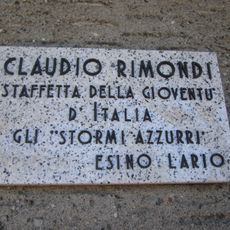 CLAUDIO RIMONDI
STAFFETTA DELLA GIOVENTU'
D'ITALIA
GLI "STORMI AZZURRI"
ESINO LARIO